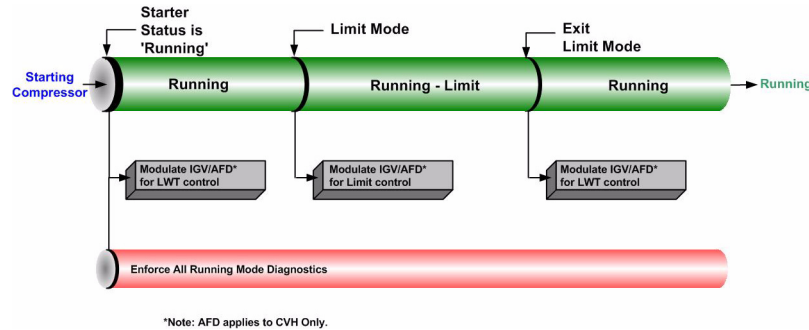 Starter
Status is
'Running'
Limit Mode
Exit
Limit Mode
Starting
Compressor
Running
Running - Limit
Running
Running
Modulate IGV/AFD*
for LWT control
Modulate IGV/AFD*
for Limit control
Modulate IGV/AFD*
for LWT control
Enforce All Running Mode Diagnostics
*Note: AFD applies to CVH Only.